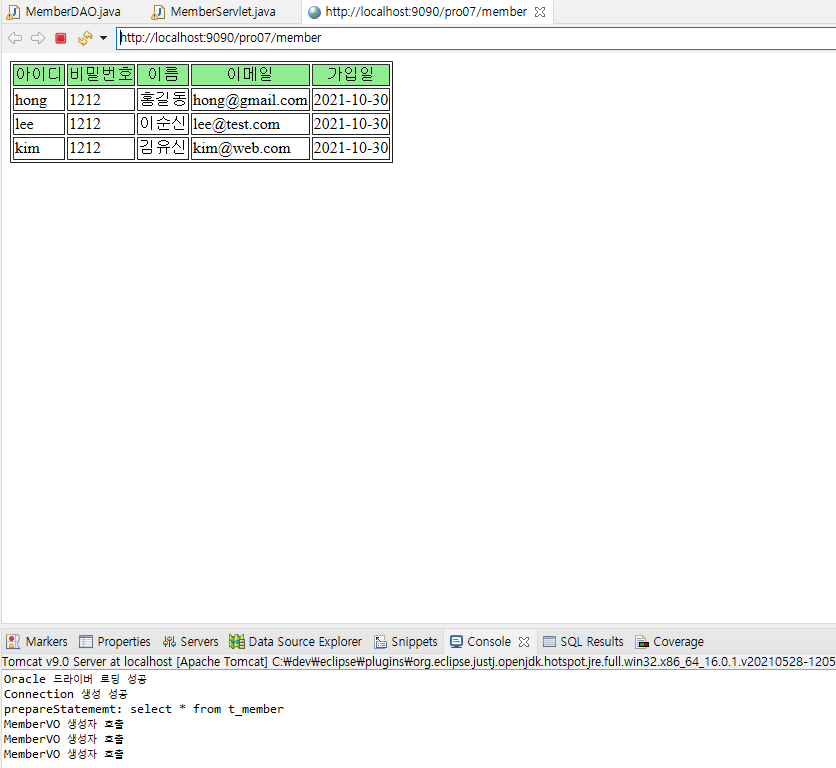 MemberDAO.java MemberServlet.java http://localhost:9090/pro07/member
http://localhost:9090/pro07/member
아이디 비밀번호 이름 이메일 가입일
hong 1212 홍길동 hong@gmail.com 2021-10-30
lee 1212 이순신 lee@test.com 2021-10-30
kim 1212 김유신 kim@web.com 2021-10-30
Markers Properties Servers Data Source Explorer Snippets Console SQL Results Coverage
Tomcat v9.0 Server at localhost [Apache Tomcat] C:₩dev₩eclipse₩plugins₩org.eclipse.justj.openjdk.hotspot.jre.full.win32.x86_64_16.0.1.v20210528-1205
Oracle 드라이버 로딩 성공
Connection 생성 성공
prepareStatememt: select * from t_member
MemberVO 생성자 호출
MemberVO 생성자 호출
MemberVO 생성자 호출